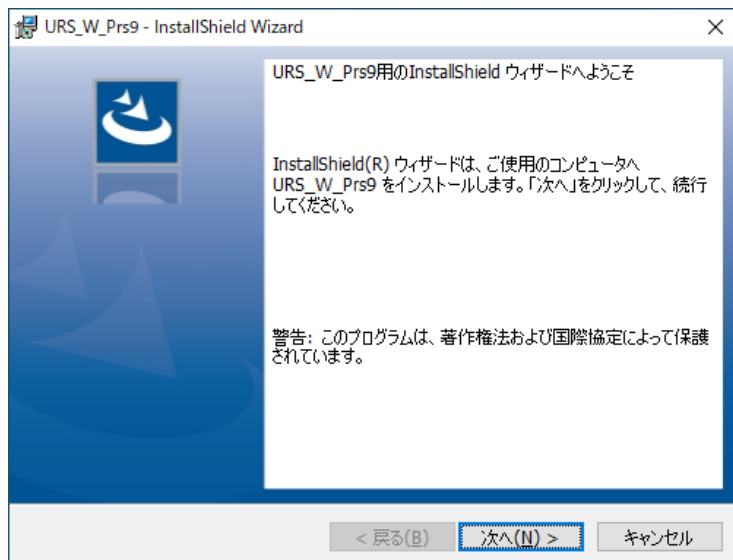 URS_W_Prs9 - InstallShield Wizard
URS_W_Prs9用のInstallShield ウィザードへようこそ
InstallShield(R) ウィザードは、ご使用のコンピュータへ
URS_W_Prs9 をインストールします。「次へ」をクリックして、続行
してください。
警告: このプログラムは、著作権法および国際協定によって保護
されています。
< 戻る(B) 次へ(N) > キャンセル